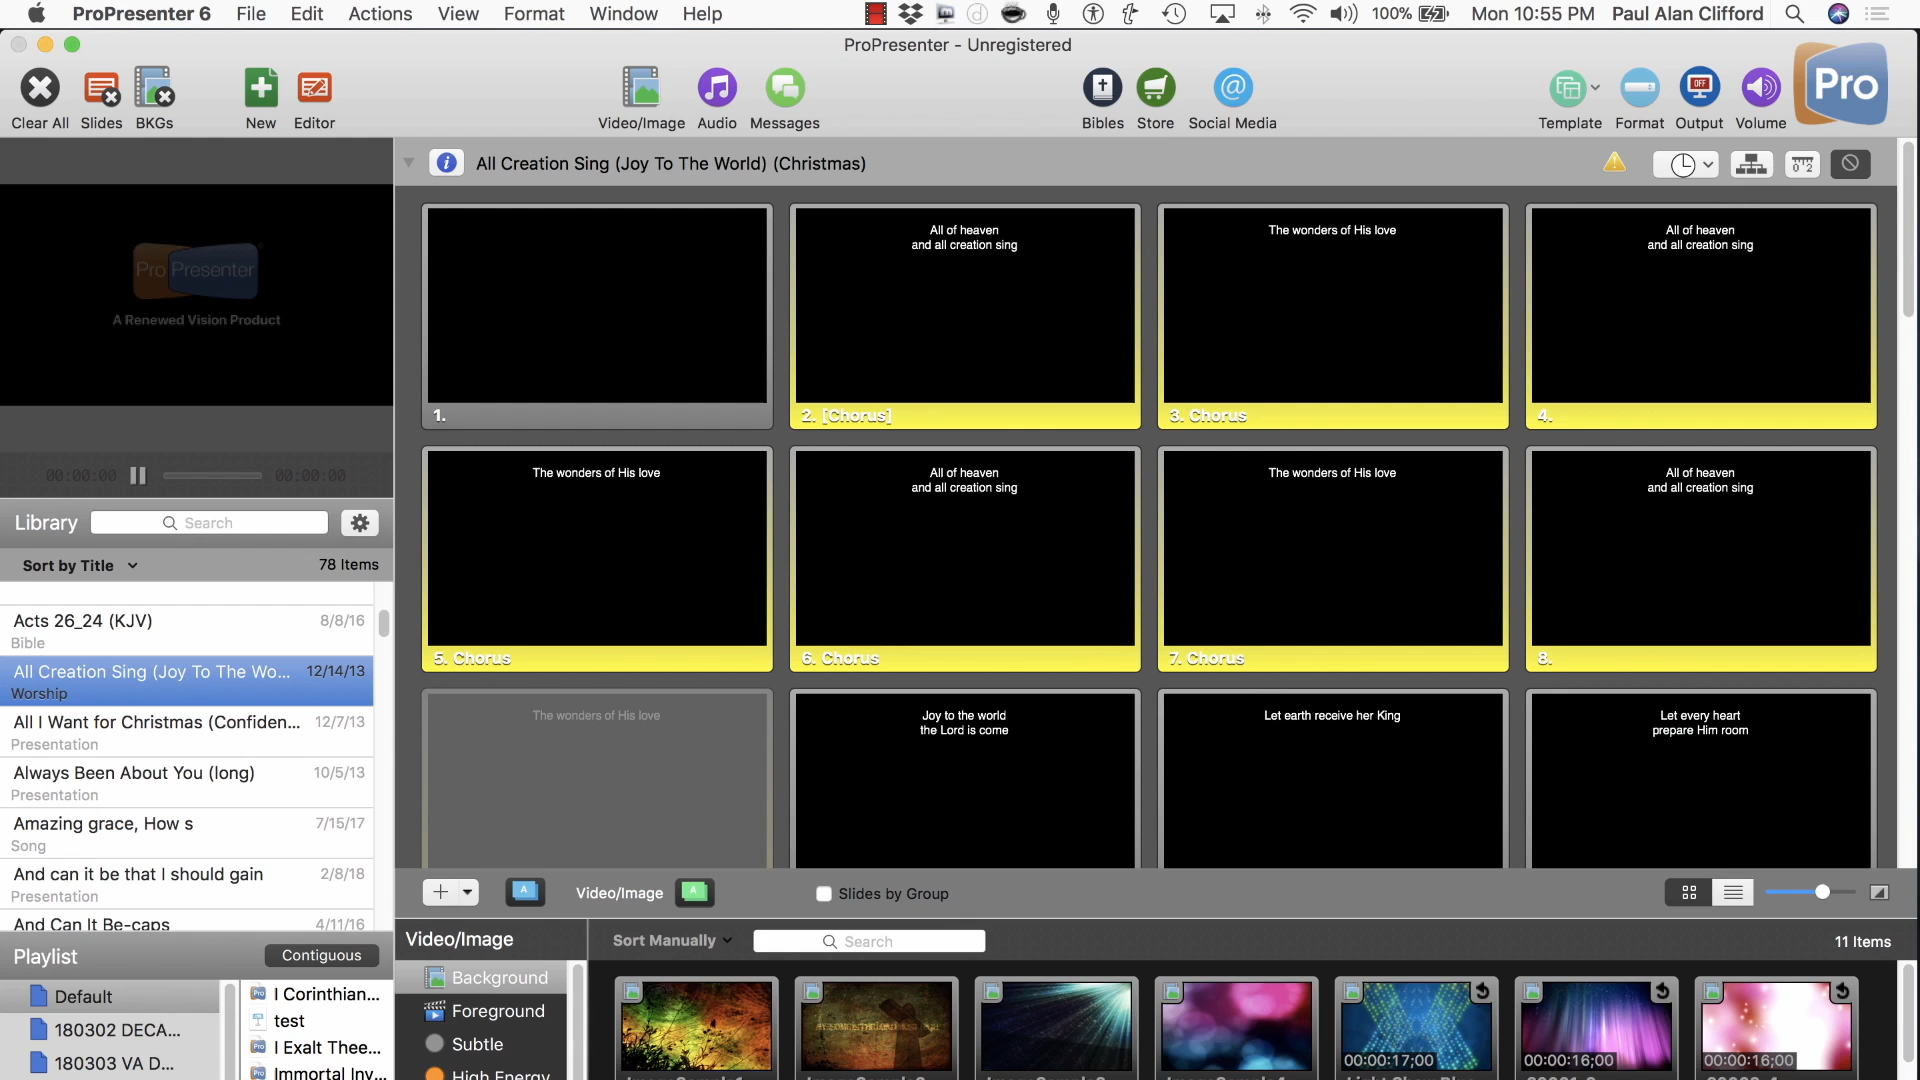 ProPresenter 6 File Edit Actions View Format Window Help 100% Mon 10:55 PM Paul Alan Clifford
ProPresenter - Unregistered
Clear All Slides BKGs New Editor Video/Image Audio Messages Bibles Store Social Media Template Format Output Volume
OFF
Pro
All Creation Sing (Joy To The World) (Christmas)
ProPresenter
A Renewed Vision Product
00:00:00 00:00:00
1.
All of heaven
and all creation sing
2. [Chorus]
The wonders of His love
3. Chorus
All of heaven
and all creation sing
4.
The wonders of His love
5. Chorus
All of heaven
and all creation sing
6. Chorus
The wonders of His love
7. Chorus
All of heaven
and all creation sing
8.
The wonders of His love
Joy to the world
the Lord is come
Let earth receive her King
Let every heart
prepare Him room
Library Search
Sort by Title 78 Items
Acts 26_24 (KJV) 8/8/16
Bible
All Creation Sing (Joy To The Wo... 12/14/13
Worship
All I Want for Christmas (Confiden... 12/7/13
Presentation
Always Been About You (long) 10/5/13
Presentation
Amazing grace, How s 7/15/17
Song
And can it be that I should gain 2/8/18
Presentation
And Can It Be-caps 4/11/16
Video/Image Slides by Group
Playlist Contiguous
Default
180302 DECA...
180303 VA D...
I Corinthian...
test
I Exalt Thee...
Immortal Inv...
Video/Image
Background
Foreground
Subtle
High Energy
Sort Manually Search 11 Items
00:00:17;00
00:00:16;00
00:00:16;00